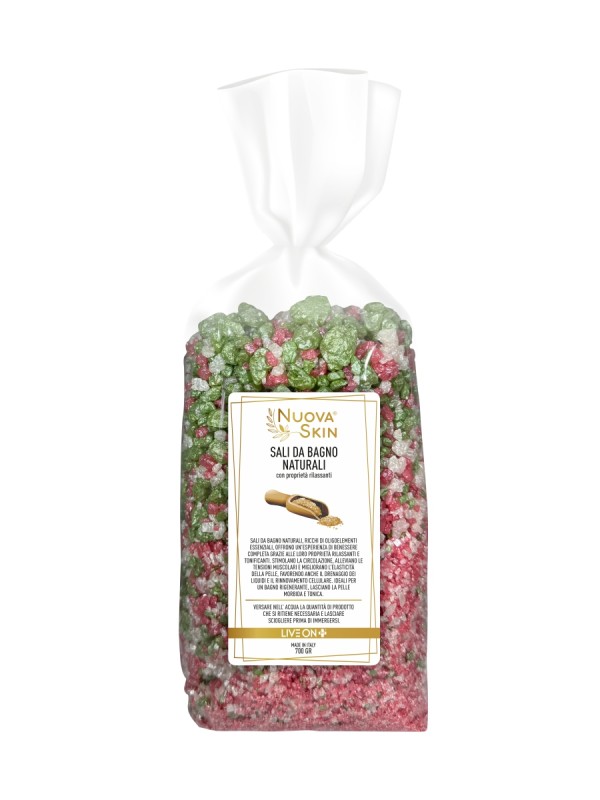 NUOVA®
SKIN
SALI DA BAGNO
NATURALI
con proprietà rilassanti
SALI DA BAGNO NATURALI, RICCHI DI OLIGOELEMENTI
ESSENZIALI, OFFRONO UN'ESPERIENZA DI BENESSERE
COMPLETA GRAZIE ALLE LORO PROPRIETÀ RILASSANTI E
TONIFICANTI, STIMOLANO LA CIRCOLAZIONE, ALLEVIANO LE
TENSIONI MUSCOLARI E MIGLIORANO L'ELASTICITÀ
DELLA PELLE, FAVORENDO ANCHE IL DRENAGGIO DEI
LIQUIDI E IL RINNOVAMENTO CELLULARE. IDEALI PER
UN BAGNO RIGENERANTE, LASCIANO LA PELLE
MORBIDA E TONICA.
VERSARE NELL' ACQUA LA QUANTITÀ DI PRODOTTO
CHE SI RITIENE NECESSARIA E LASCIARE
SCIOGLIERE PRIMA DI IMMERGERSI.
LIVE ON
MADE IN ITALY
700 GR